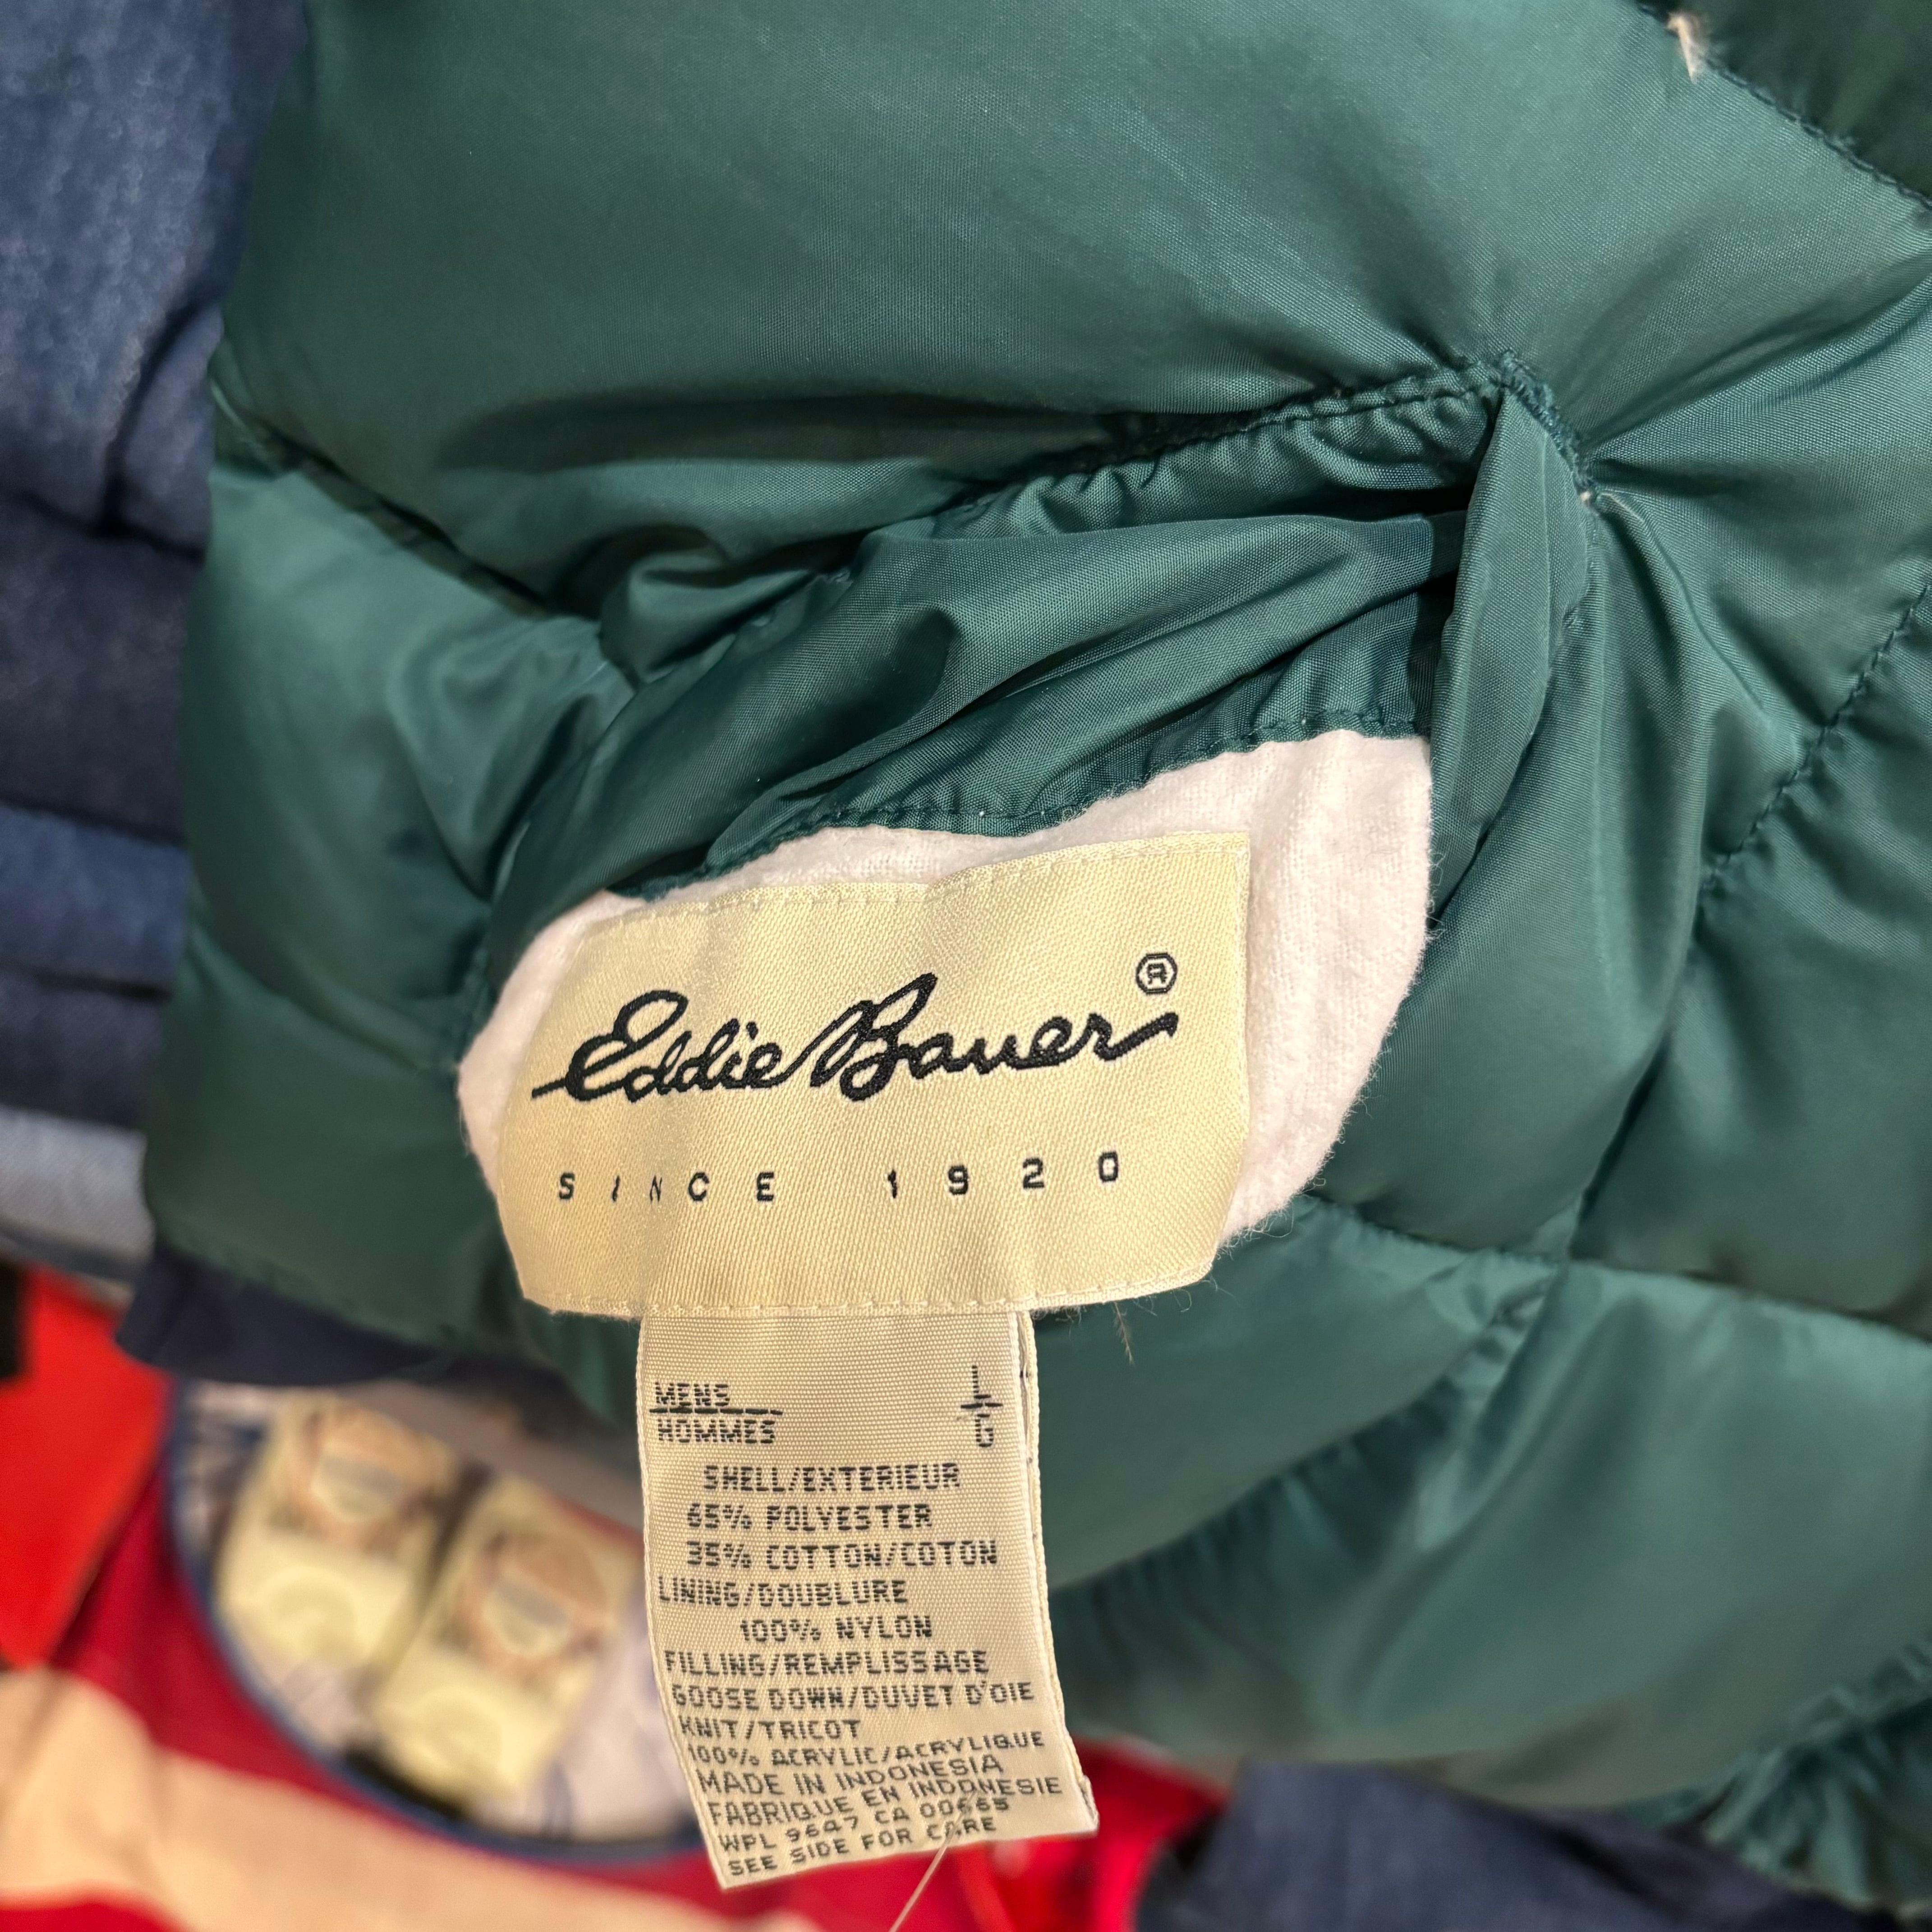 Eddie Bauer®
SINCE 1920
MENS L
HOMMES G
SHELL/EXTERIEUR
65% POLYESTER
35% COTTON/COTON
LINING/DOUBLURE
100% NYLON
FILLING/REMPLISSAGE
GOOSE DOWN/DUVET D'OIE
KNIT/TRICOT
100% ACRYLIC/ACRYLIQUE
MADE IN INDONESIA
FABRIQUE EN INDONESIE
WPL 9647 CA 00665
SEE SIDE FOR CARE